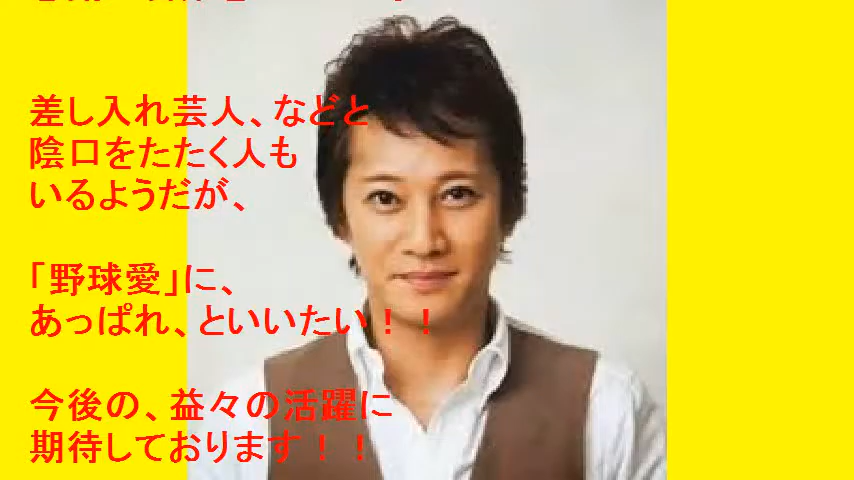 差し入れ芸人、などと
陰口をたたく人も
いるようだが、
「野球愛」に、
あっぱれ、といいたい！！
今後の、益々の活躍に
期待しております！！